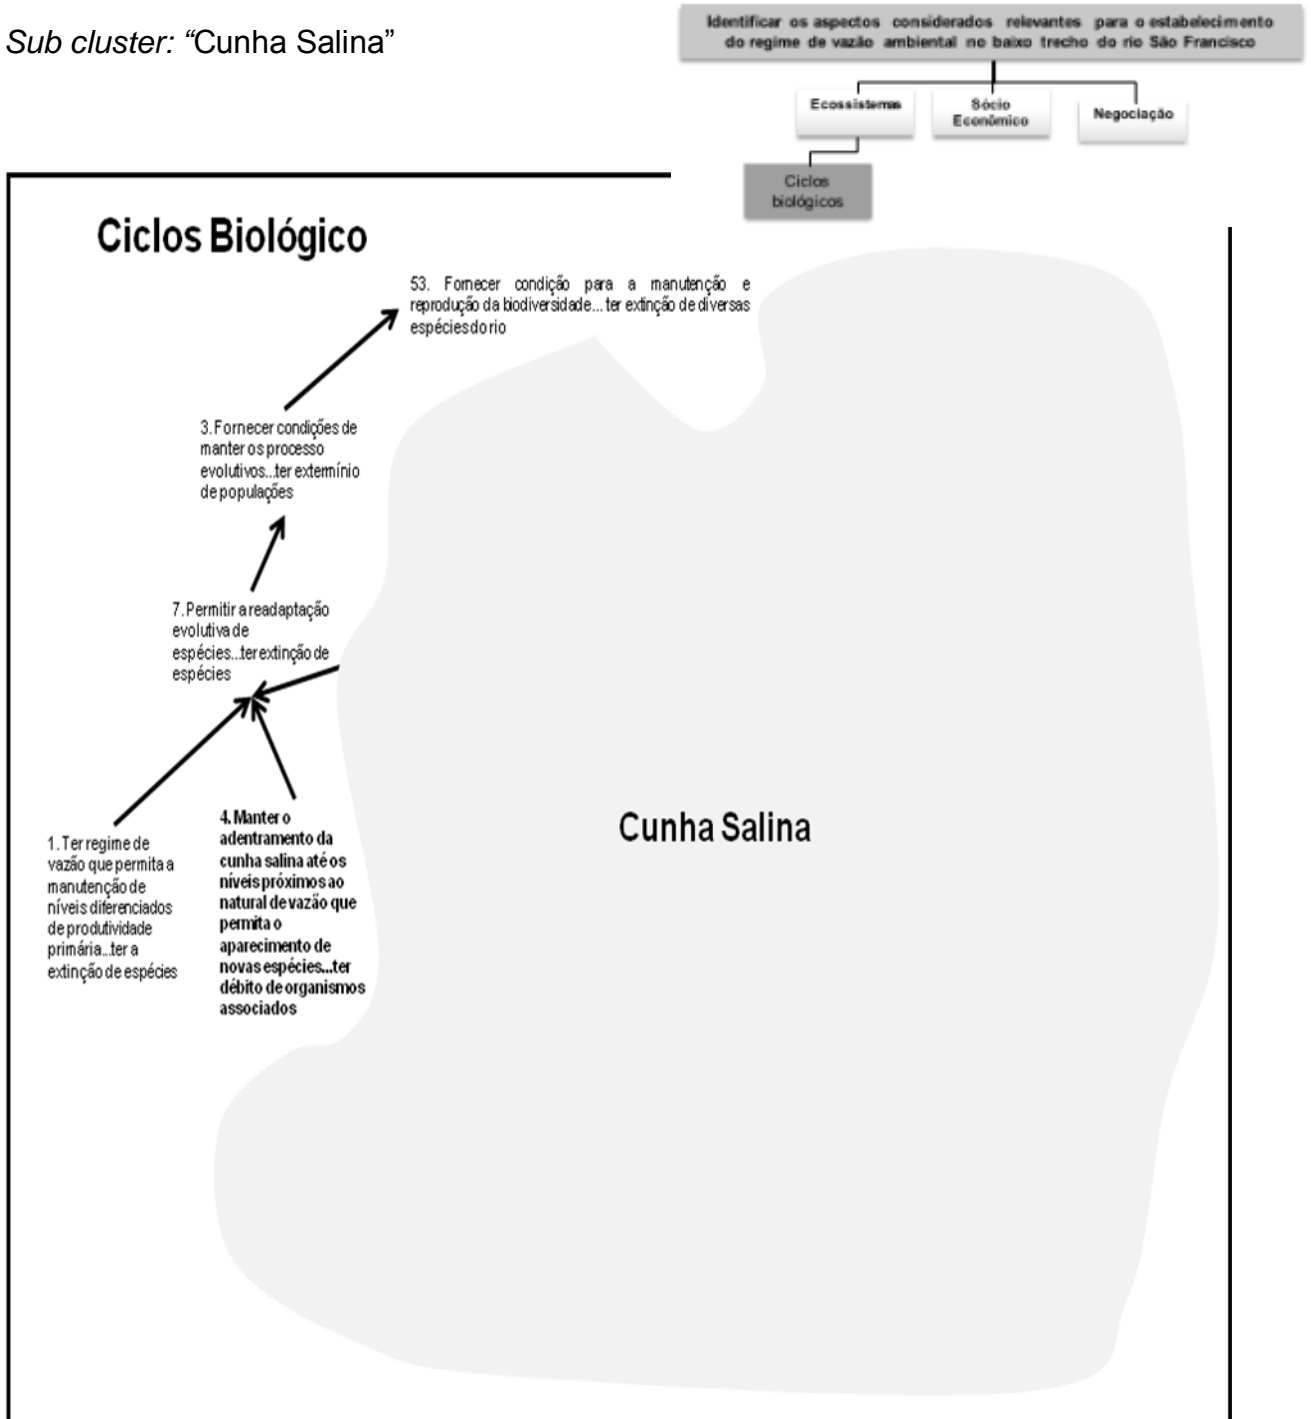 Sub cluster: “Cunha Salina”
Identificar os aspectos considerados relevantes para o estabelecimento
do regime de vazão ambiental no baixo trecho do rio São Francisco
Ecossistemas
Sócio
Econômico
Negociação
Ciclos
biológicos
Ciclos Biológico
53. Fornecer condição para a manutenção e
reprodução da biodiversidade... ter extinção de diversas
espécies do rio
3. Fornecer condições de
manter os processo
evolutivos...ter extermínio
de populações
7. Permitir a readaptação
evolutiva de
espécies...ter extinção de
espécies
1. Ter regime de
vazão que permita a
manutenção de
níveis diferenciados
de produtividade
primária...ter a
extinção de espécies
4. Manter o
adentramento da
cunha salina até os
níveis próximos ao
natural de vazão que
permita o
aparecimento de
novas espécies...ter
débito de organismos
associados
Cunha Salina